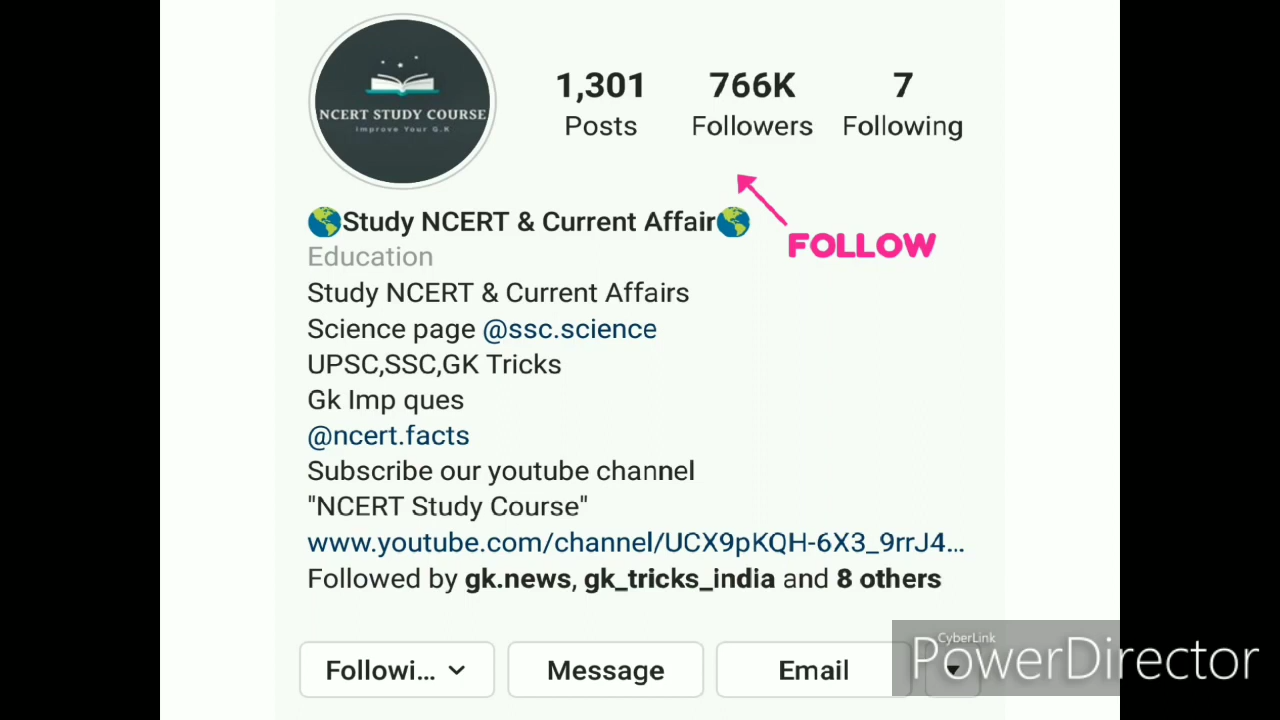 NCERT STUDY COURSE
Improve Your G.K
1,301 766K 7
Posts Followers Following
Study NCERT & Current Affair
FOLLOW
Education
Study NCERT & Current Affairs
Science page @ssc.science
UPSC,SSC,GK Tricks
Gk Imp ques
@ncert.facts
Subscribe our youtube channel
"NCERT Study Course"
www.youtube.com/channel/UCX9pKQH-6X3_9rrJ4...
Followed by gk.news, gk_tricks_india and 8 others
Followi... Message Email
CyberLink
PowerDirector